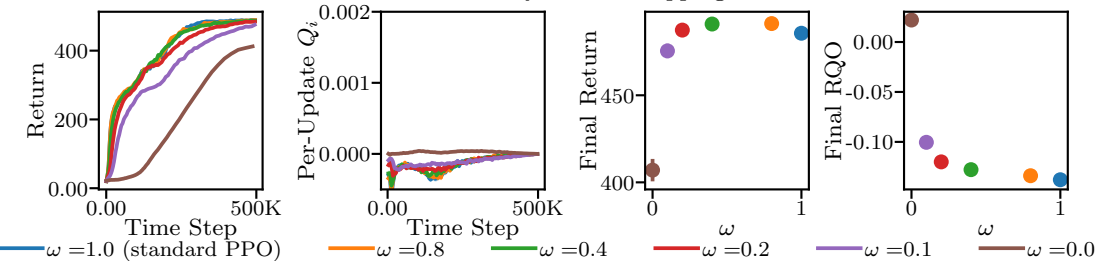 Return
400
200
0.00
0.00
500K
Time Step
Per-Update Qi
0.002
0.001
0.000
0.00
500K
Time Step
Final Return
450
400
0
1
ω
Final RQO
0.00
-0.05
-0.10
0
1
ω
ω =1.0 (standard PPO)
ω =0.8
ω =0.4
ω =0.2
ω =0.1
ω =0.0